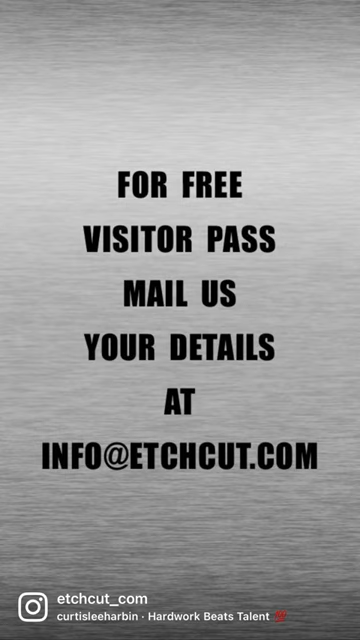 FOR FREE
VISITOR PASS
MAIL US
YOUR DETAILS
AT
INFO@ETCHCUT.COM
etchcut_com
curtisleeharbin · Hardwork Beats Talent 💯